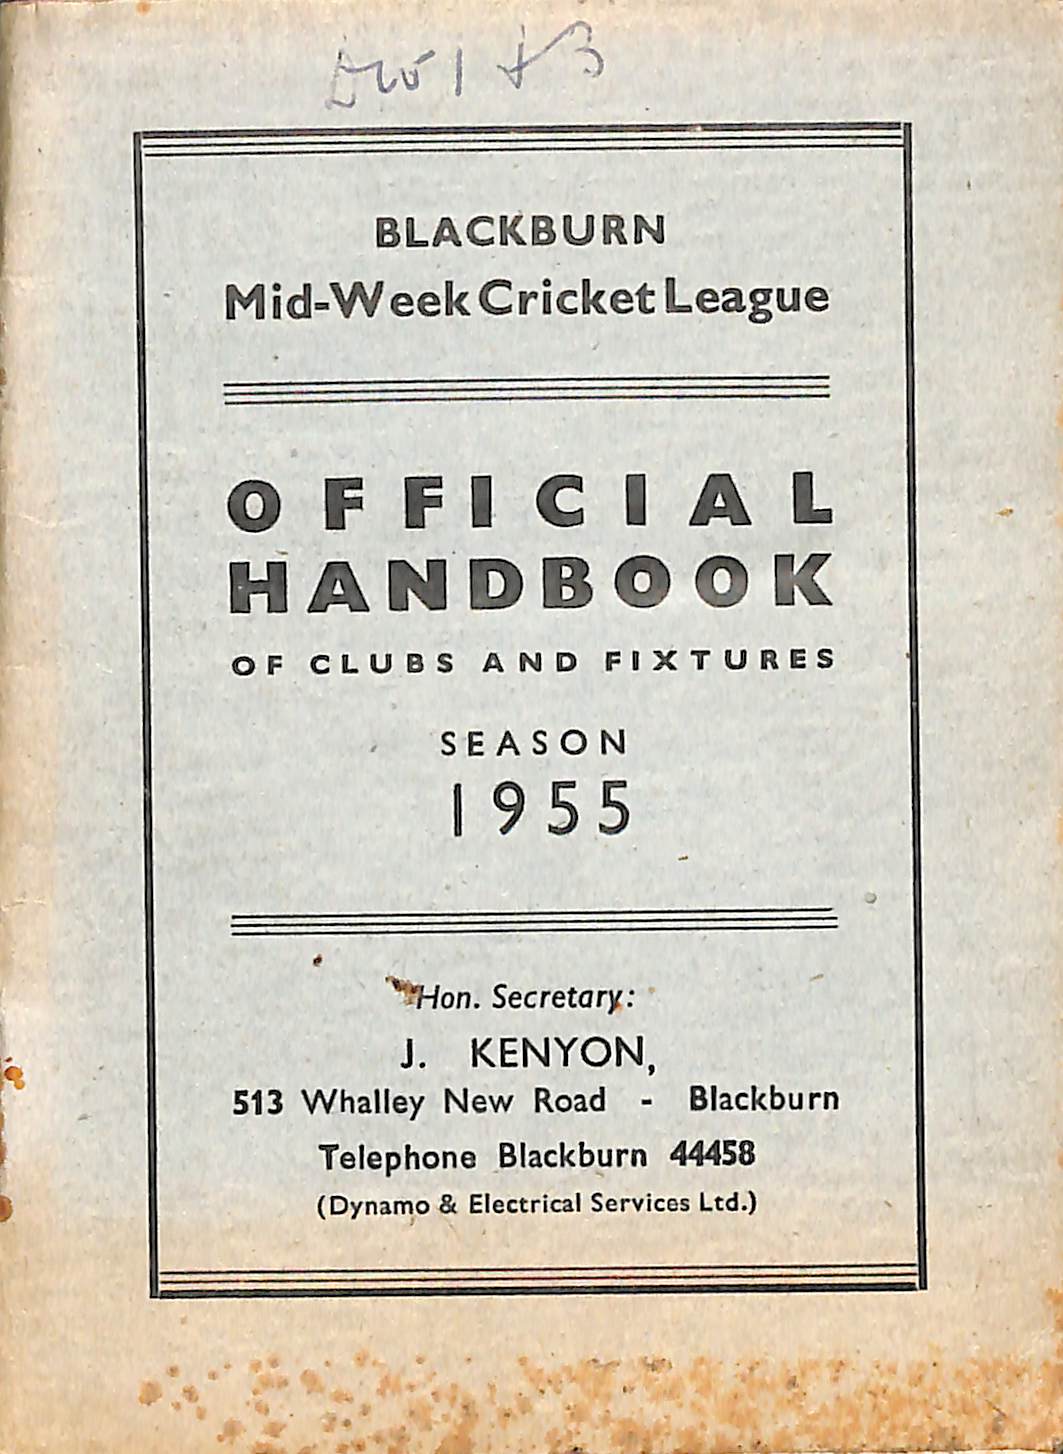 BLACKBURN
Mid-Week Cricket League
OFFICIAL
HANDBOOK
OF CLUBS AND FIXTURES
SEASON
1955
Hon. Secretary:
J. KENYON,
513 Whalley New Road - Blackburn
Telephone Blackburn 44458
(Dynamo & Electrical Services Ltd.)